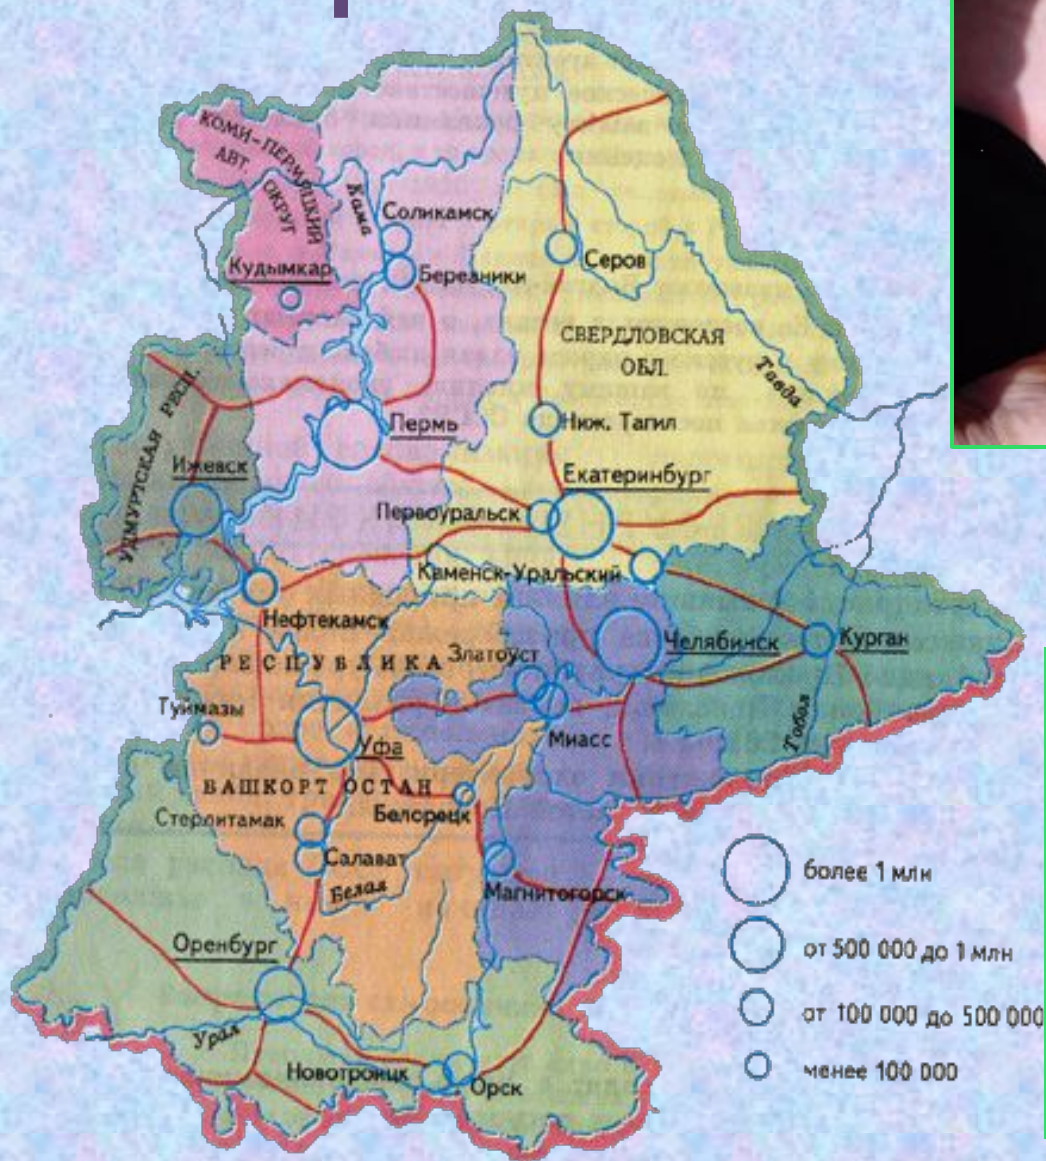 КОМИ-ПЕРМЯЦКИЙ
АВТ.
ОКРУГ
Кама
Соликамск
Березники
Кудымкар
Серов
СВЕРДЛОВСКАЯ
ОБЛ.
Тавда
УДМУРТСКАЯ РЕСП.
Ижевск
Пермь
Ниж. Тагил
Екатеринбург
Первоуральск
Каменск-Уральский
Нефтекамск
РЕСПУБЛИКА
Златоуст
Челябинск
Курган
Туймазы
Уфа
Миасс
Тобол
БАШКОРТОСТАН
Стерлитамак
Белорецк
Салават
Белая
Магнитогорск
Оренбург
Урал
Новотроицк
Орск
более 1 млн
от 500 000 до 1 млн
от 100 000 до 500 000
менее 100 000